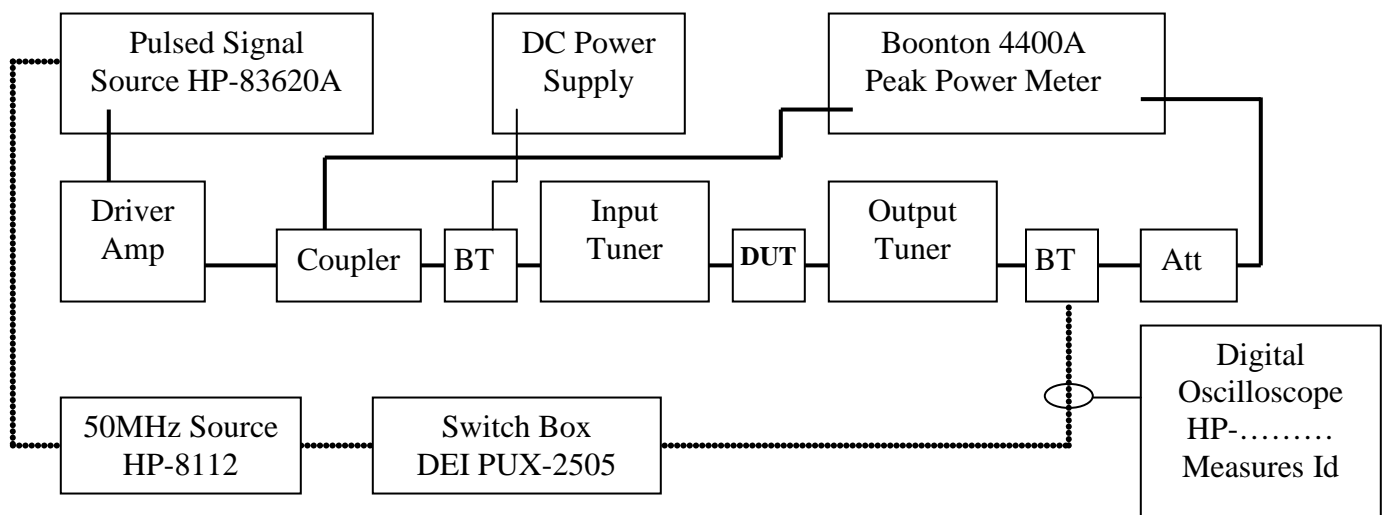 Pulsed Signal
Source HP-83620A
DC Power
Supply
Boonton 4400A
Peak Power Meter
Driver
Amp
Coupler
BT
Input
Tuner
DUT
Output
Tuner
BT
Att
50MHz Source
HP-8112
Switch Box
DEI PUX-2505
Digital
Oscilloscope
HP-………
Measures Id